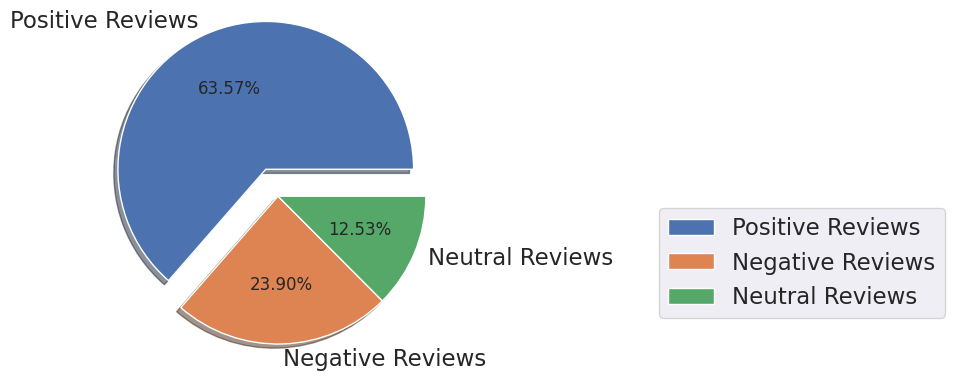 Positive Reviews
63.57%
12.53%
Neutral Reviews
23.90%
Negative Reviews
Positive Reviews
Negative Reviews
Neutral Reviews